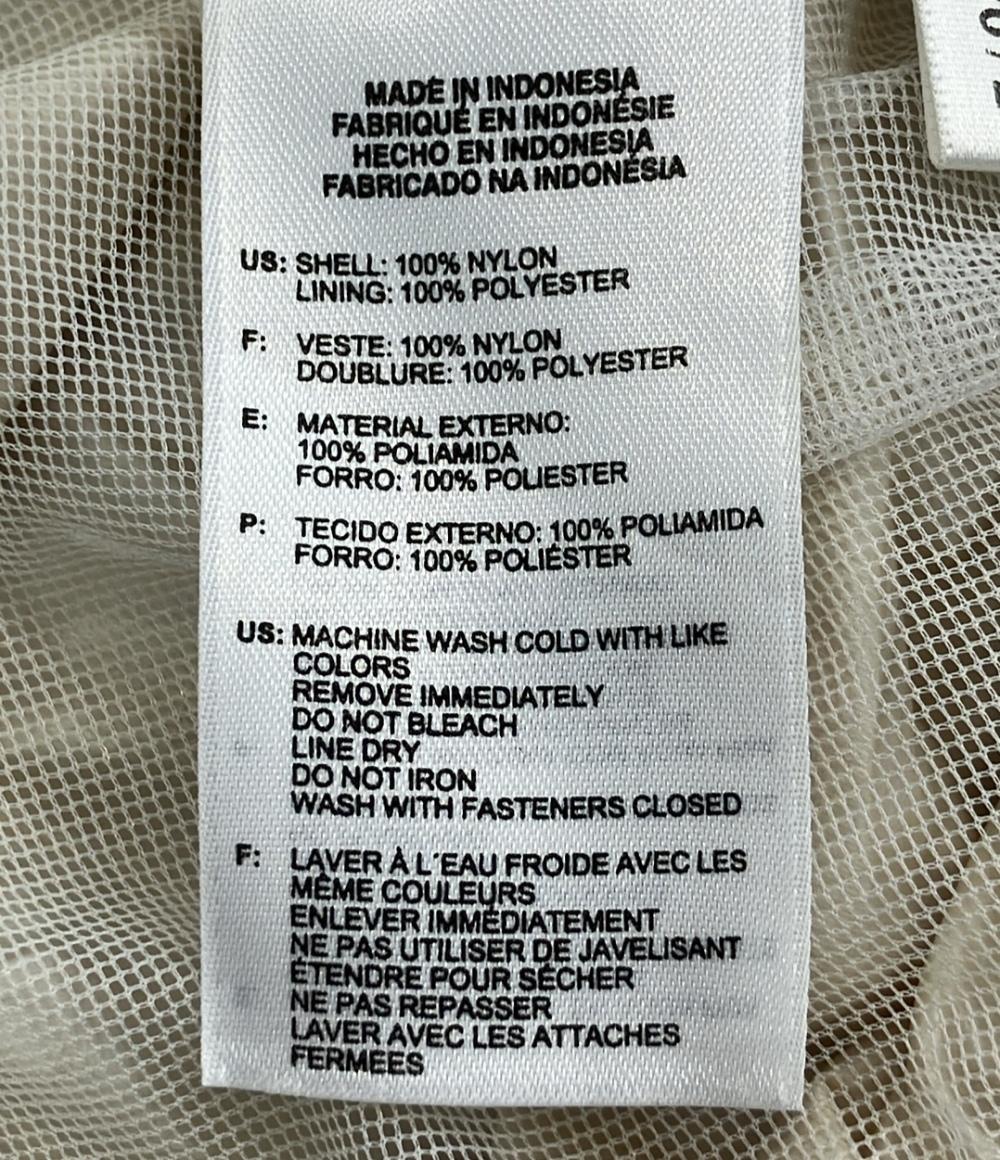 MADE IN INDONESIA
FABRIQUÉ EN INDONÉSIE
HECHO EN INDONESIA
FABRICADO NA INDONÉSIA
US: SHELL: 100% NYLON
LINING: 100% POLYESTER
F: VESTE: 100% NYLON
DOUBLURE: 100% POLYESTER
E: MATERIAL EXTERNO:
100% POLIAMIDA
FORRO: 100% POLIESTER
P: TECIDO EXTERNO: 100% POLIAMIDA
FORRO: 100% POLIÉSTER
US: MACHINE WASH COLD WITH LIKE
COLORS
REMOVE IMMEDIATELY
DO NOT BLEACH
LINE DRY
DO NOT IRON
WASH WITH FASTENERS CLOSED
F: LAVER À L'EAU FROIDE AVEC LES
MÊME COULEURS
ENLEVER IMMÉDIATEMENT
NE PAS UTILISER DE JAVELISANT
ÉTENDRE POUR SÉCHER
NE PAS REPASSER
LAVER AVEC LES ATTACHES
FERMEES